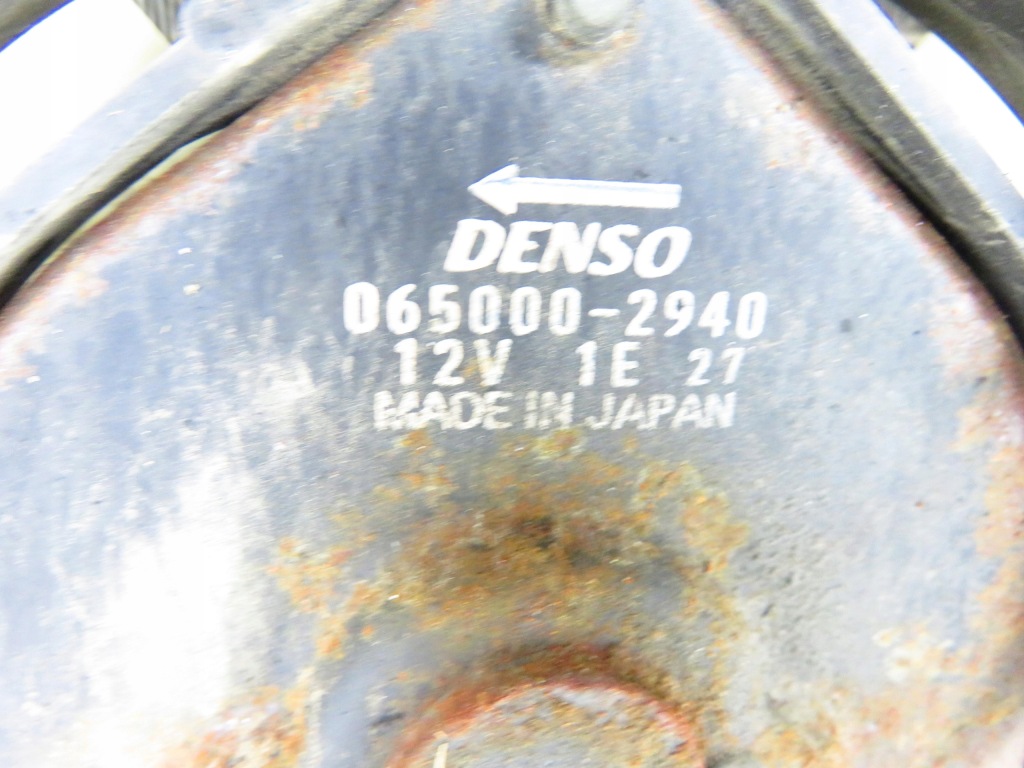 DENSO
065000-2940
12V 1E 27
MADE IN JAPAN